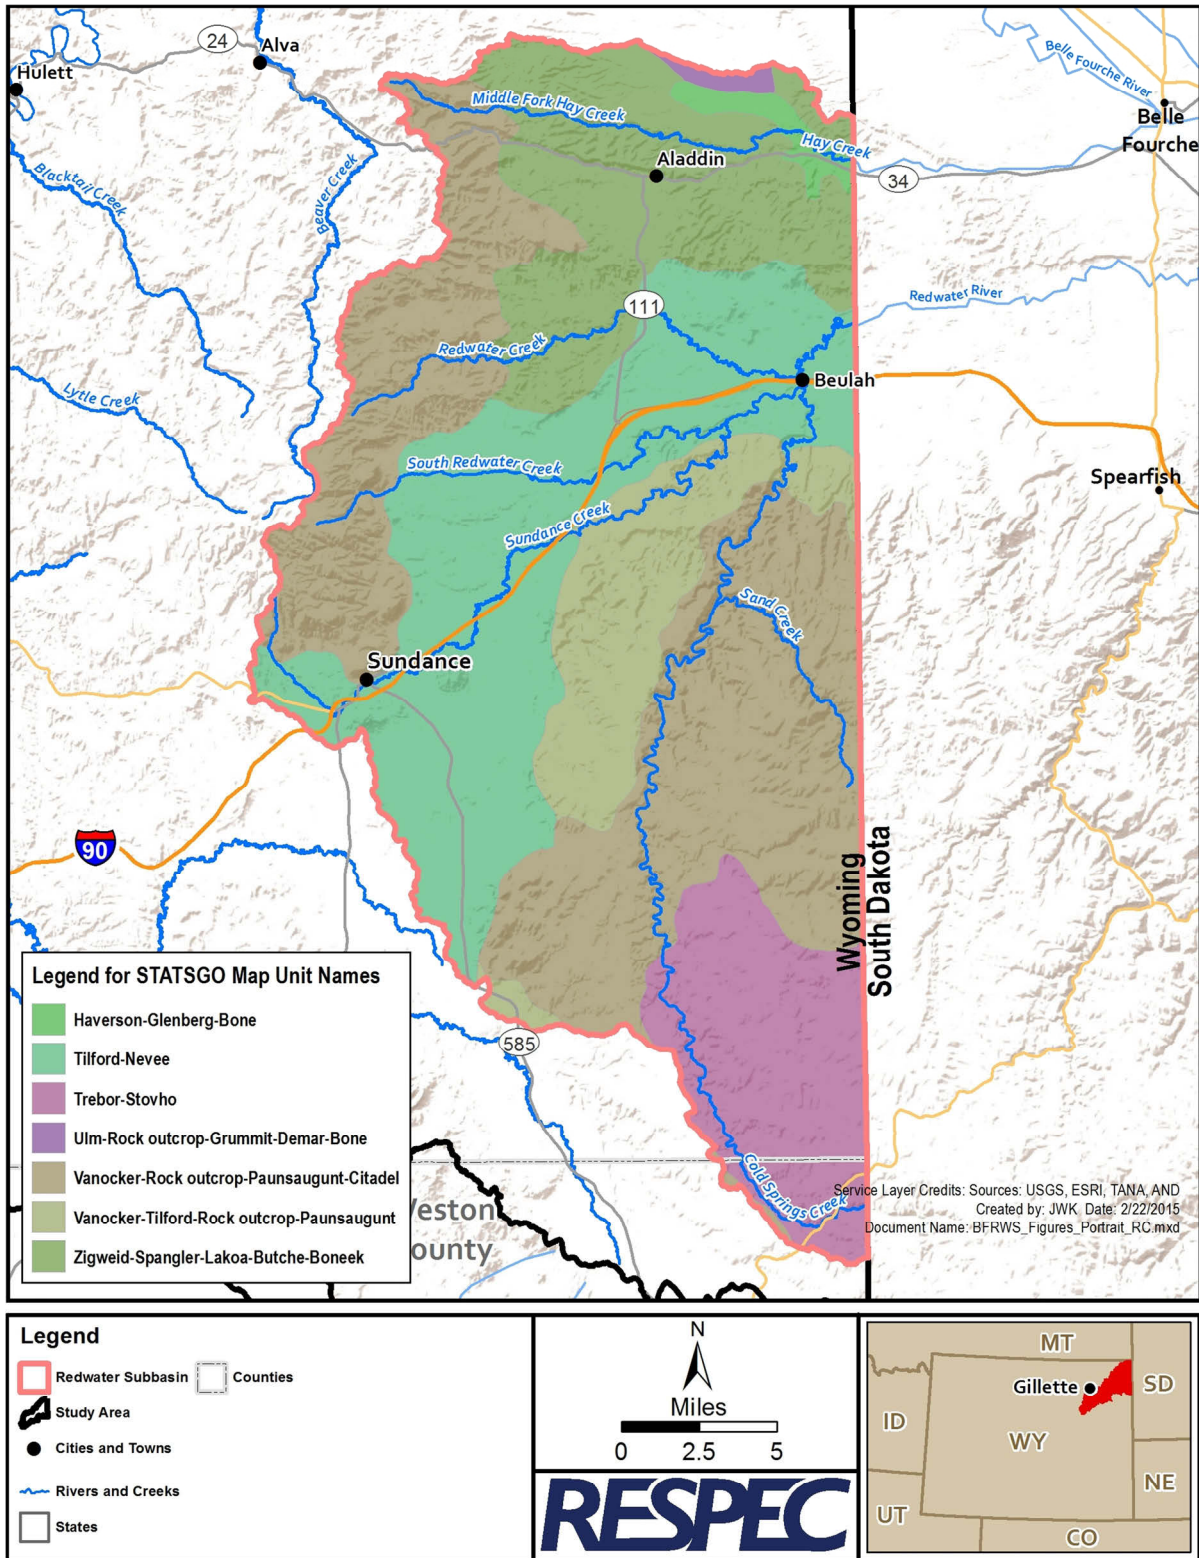 24
Alva
Hulett
Middle Fork Hay Creek
Hay Creek
Belle Fourche River
Belle
Fourche
Aladdin
34
Blacktail Creek
Beaver Creek
Redwater River
111
Redwater Creek
Beulah
Lytle Creek
South Redwater Creek
Spearfish
Sundance Creek
Sand Creek
Sundance
90
Wyoming
South Dakota
585
Cold Springs Creek
Legend for STATSGO Map Unit Names
Haverson-Glenberg-Bone
Tilford-Nevee
Trebor-Stovho
Ulm-Rock outcrop-Grummit-Demar-Bone
Vanocker-Rock outcrop-Paunsaugunt-Citadel
Vanocker-Tilford-Rock outcrop-Paunsaugunt
Zigweid-Spangler-Lakoa-Butche-Boneek
Veston
ounty
Service Layer Credits: Sources: USGS, ESRI, TANA, AND
Created by: JWK Date: 2/22/2015
Document Name: BFRWS_Figures_Portrait_RC.mxd
Legend
Redwater Subbasin
Counties
Study Area
Cities and Towns
Rivers and Creeks
States
N
Miles
0 2.5 5
RESPEC
MT
Gillette
SD
ID
WY
NE
UT
CO